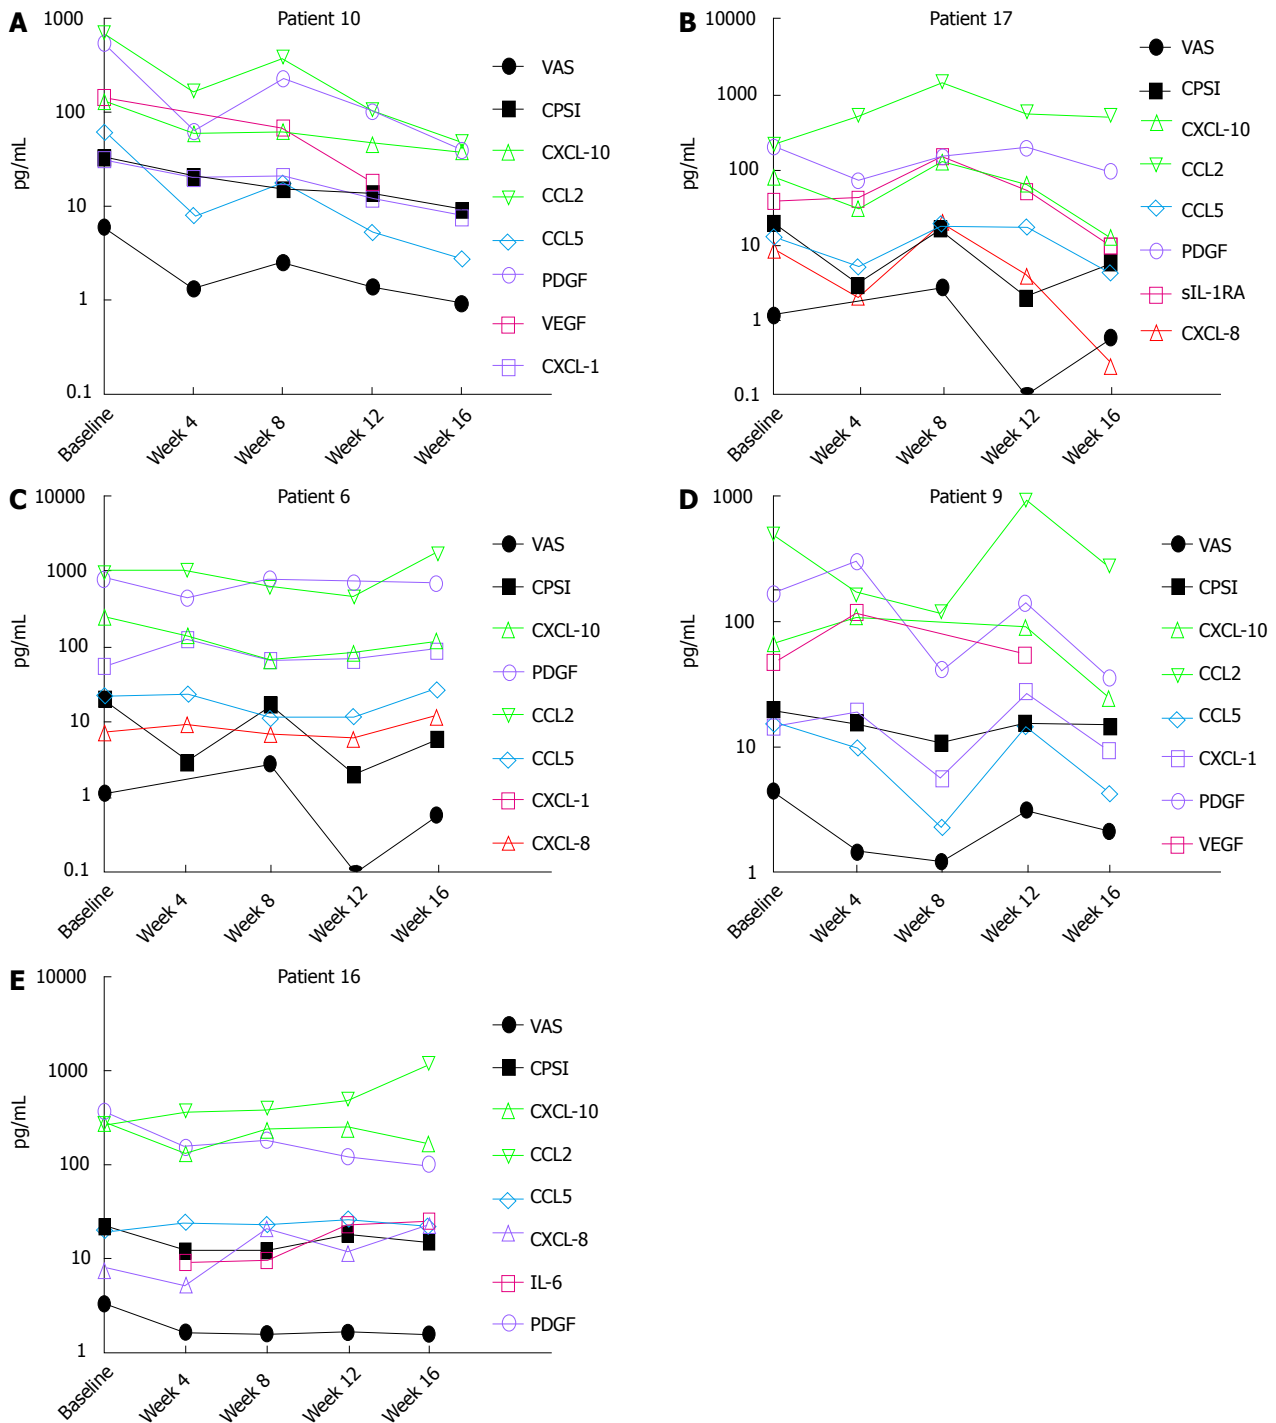 A
Patient 10
pg/mL
1000
100
10
1
0.1
Baseline
Week 4
Week 8
Week 12
Week 16
VAS
CPSI
CXCL-10
CCL2
CCL5
PDGF
VEGF
CXCL-1
B
Patient 17
pg/mL
10000
1000
100
10
1
0.1
Baseline
Week 4
Week 8
Week 12
Week 16
VAS
CPSI
CXCL-10
CCL2
CCL5
PDGF
sIL-1RA
CXCL-8
C
Patient 6
pg/mL
10000
1000
100
10
1
0.1
Baseline
Week 4
Week 8
Week 12
Week 16
VAS
CPSI
CXCL-10
PDGF
CCL2
CCL5
CXCL-1
CXCL-8
D
Patient 9
pg/mL
1000
100
10
1
Baseline
Week 4
Week 8
Week 12
Week 16
VAS
CPSI
CXCL-10
CCL2
CCL5
CXCL-1
PDGF
VEGF
E
Patient 16
pg/mL
10000
1000
100
10
1
Baseline
Week 4
Week 8
Week 12
Week 16
VAS
CPSI
CXCL-10
CCL2
CCL5
CXCL-8
IL-6
PDGF